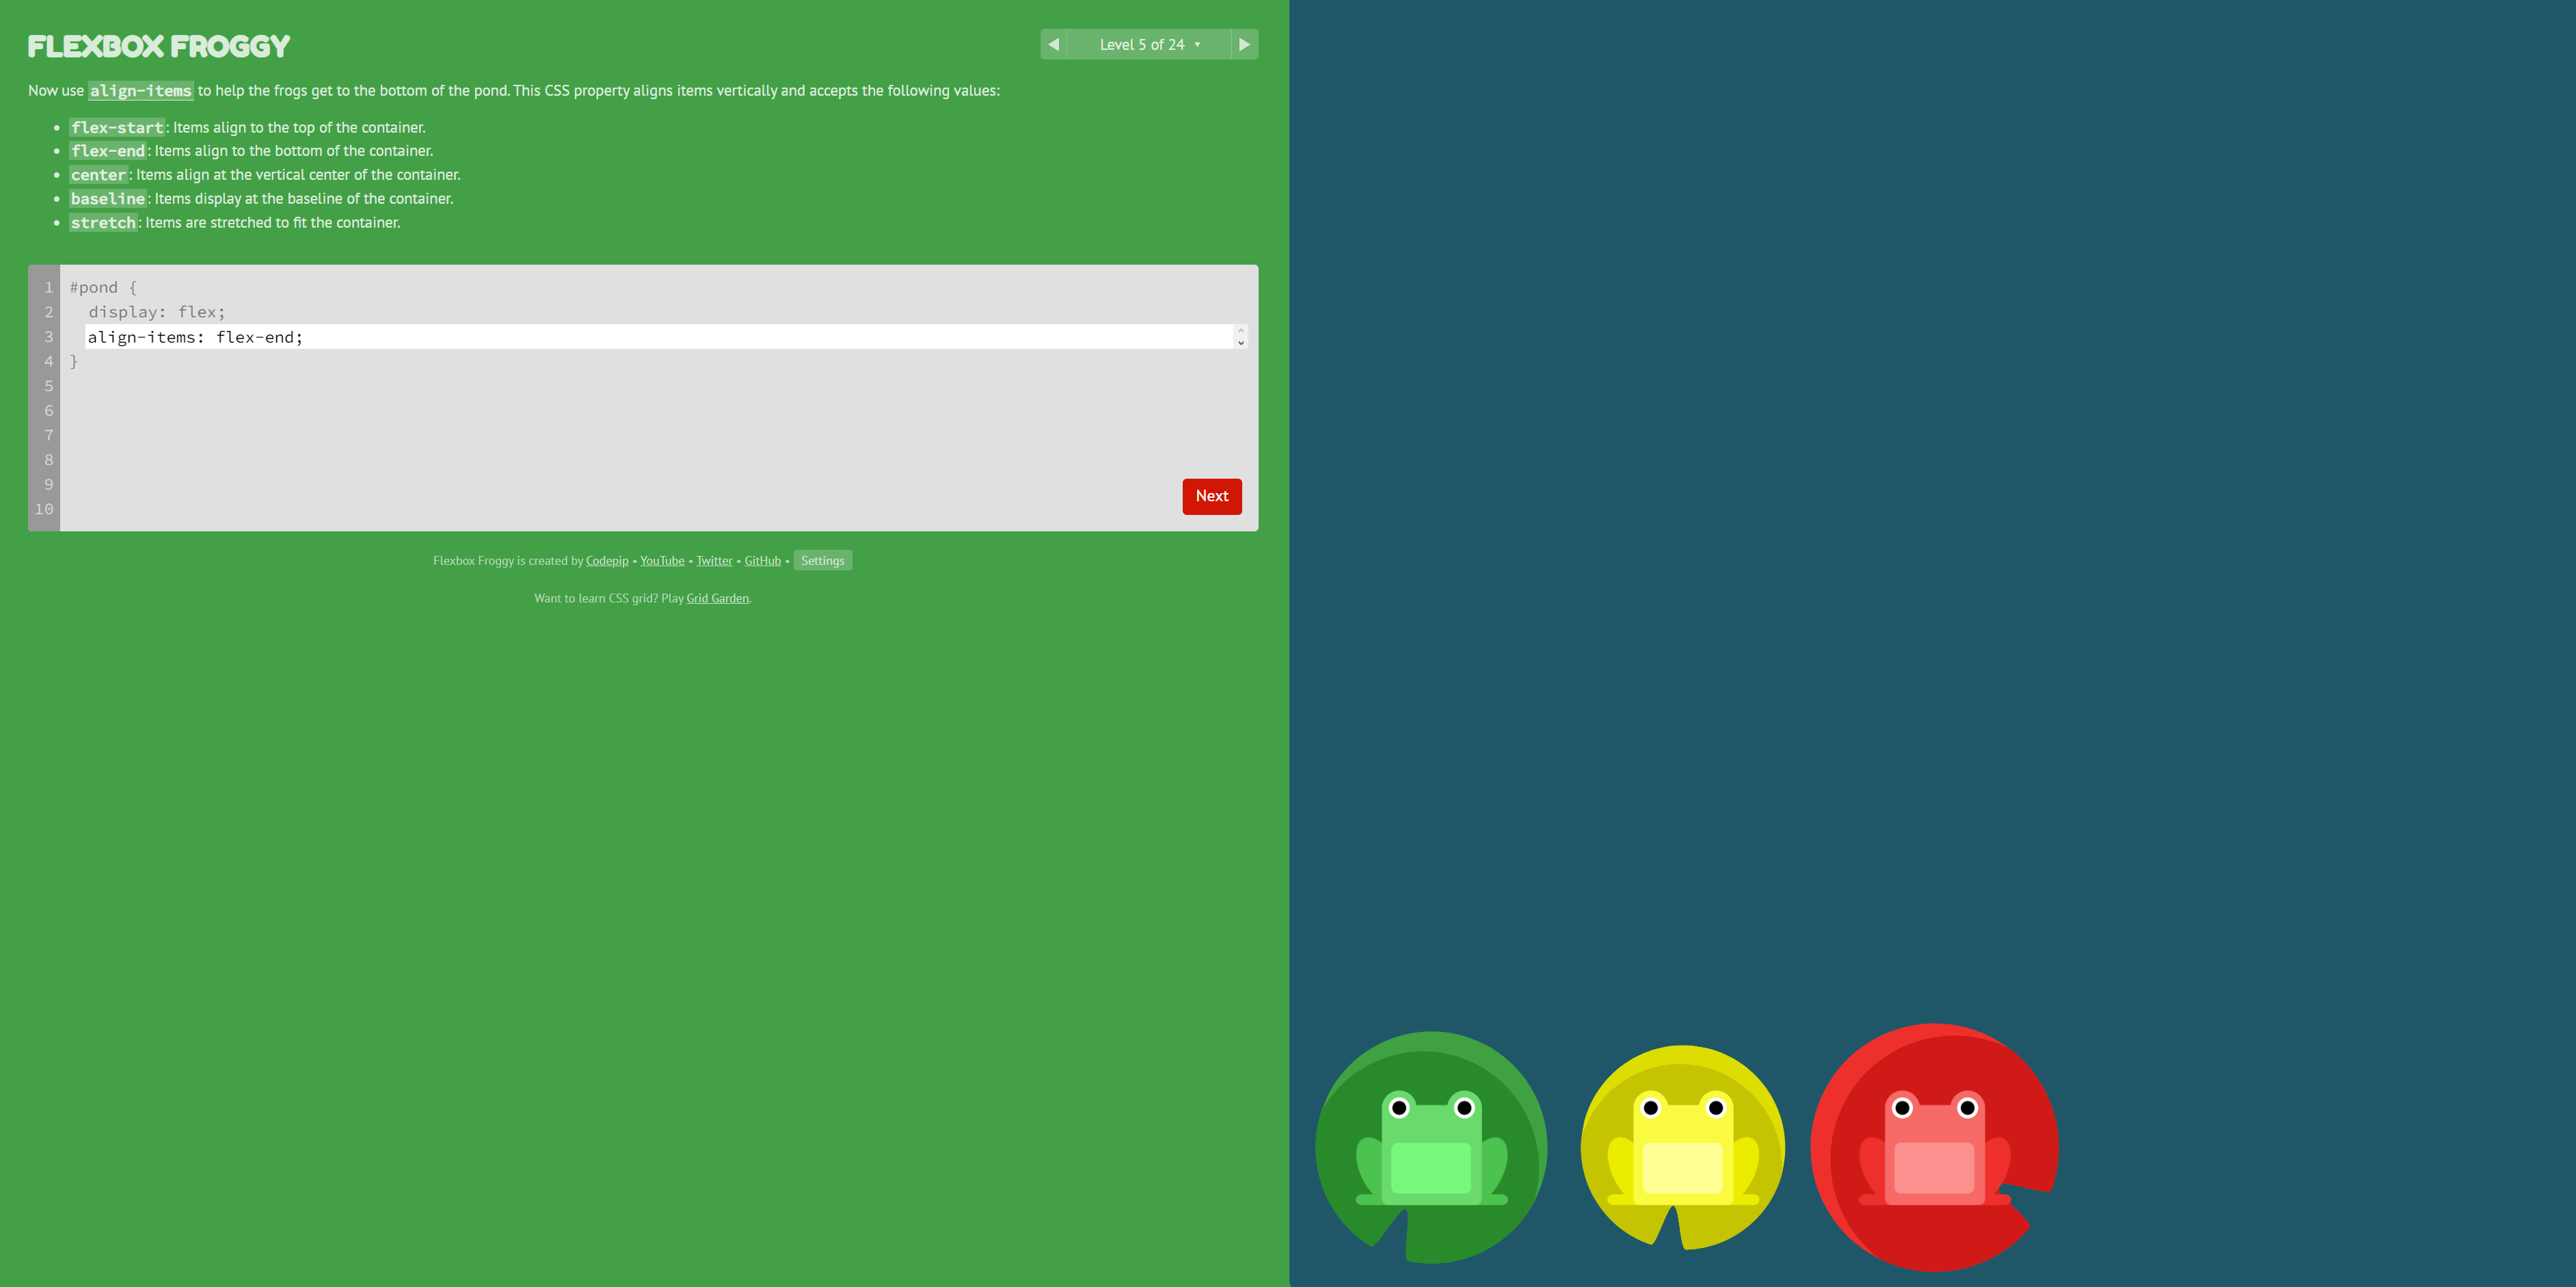 FLEXBOX FROGGY
Level 5 of 24
Now use align-items to help the frogs get to the bottom of the pond. This CSS property aligns items vertically and accepts the following values:
flex-start: Items align to the top of the container.
flex-end: Items align to the bottom of the container.
center: Items align at the vertical center of the container.
baseline: Items display at the baseline of the container.
stretch: Items are stretched to fit the container.
1 #pond {
2 display: flex;
3 align-items: flex-end;
4 }
5
6
7
8
9
10
Next
Flexbox Froggy is created by Codepip • YouTube • Twitter • GitHub • Settings
Want to learn CSS grid? Play Grid Garden.